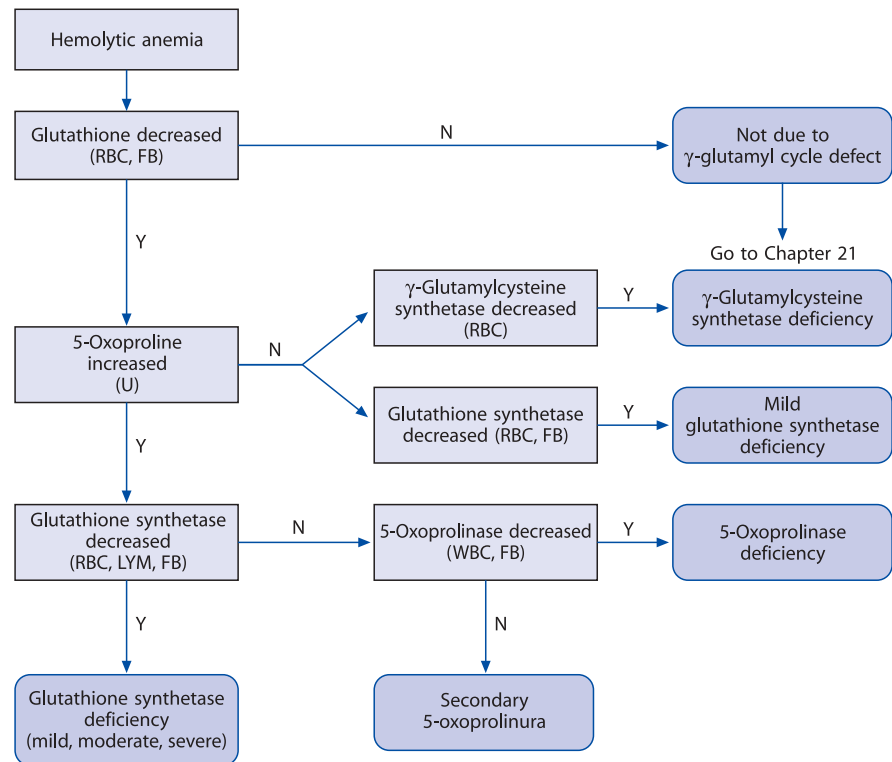 Hemolytic anemia
Glutathione decreased
(RBC, FB)
N
Not due to
γ-glutamyl cycle defect
Y
Go to Chapter 21
γ-Glutamylcysteine
synthetase decreased
(RBC)
Y
γ-Glutamylcysteine
synthetase deficiency
5-Oxoproline
increased
(U)
N
Glutathione synthetase
decreased (RBC, FB)
Y
Mild
glutathione synthetase
deficiency
Y
Glutathione synthetase
decreased
(RBC, LYM, FB)
N
5-Oxoprolinase decreased
(WBC, FB)
Y
5-Oxoprolinase
deficiency
Y
N
Glutathione synthetase
deficiency
(mild, moderate, severe)
Secondary
5-oxoprolinura